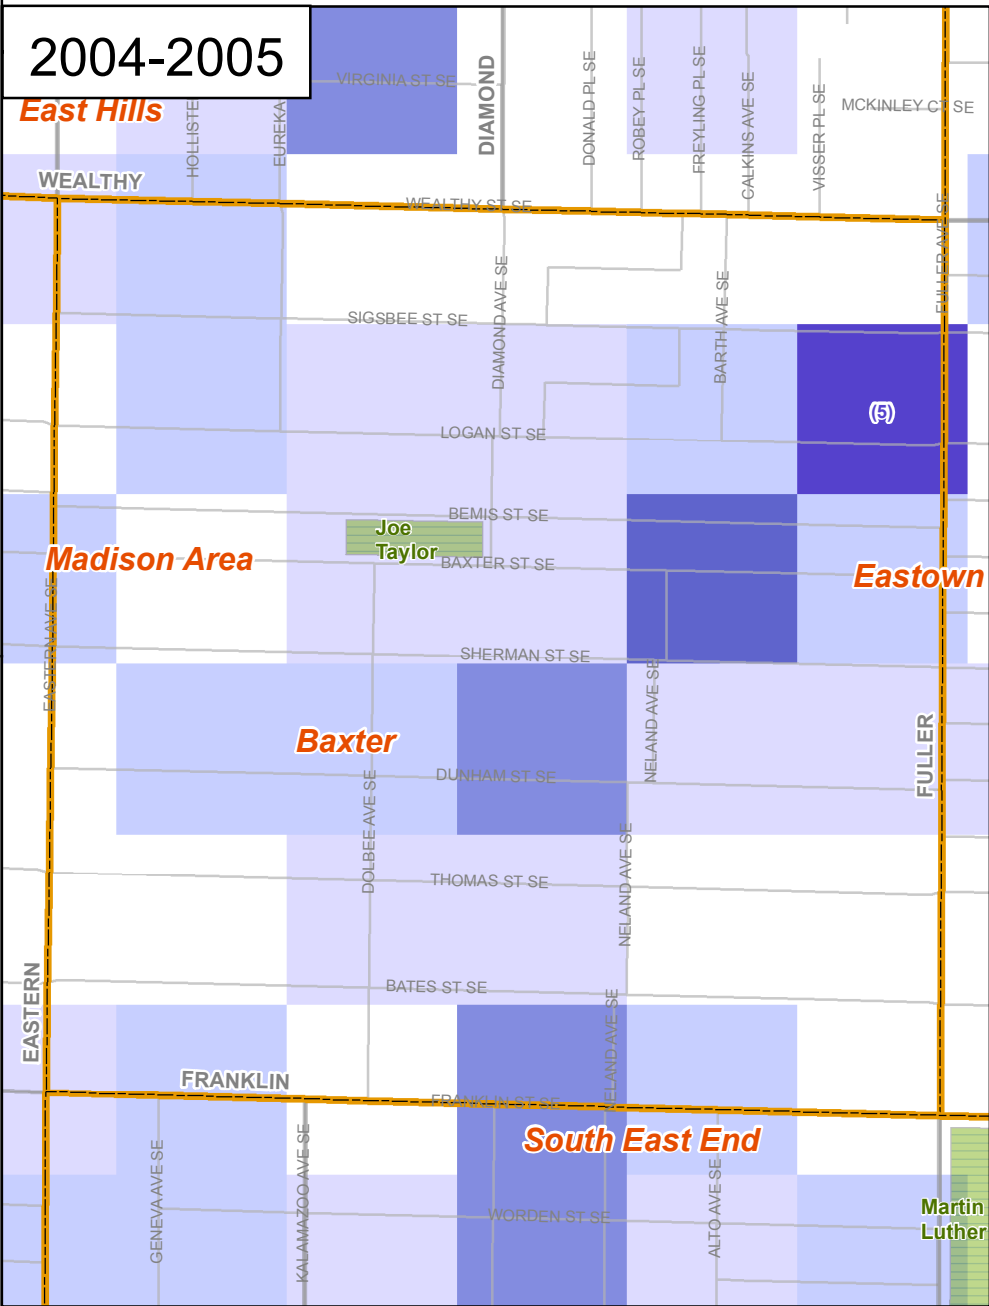 2004-2005
East Hills
HOLLISTE
EUREKA
VIRGINIA ST SE
DIAMOND
DONALD PL SE
ROBEY PL SE
FREYLING PL SE
CALKINS AVE SE
VISSER PL SE
MCKINLEY CT SE
WEALTHY
WEALTHY ST SE
FULLER AVE SE
SIGSBEE ST SE
DIAMOND AVE SE
BARTH AVE SE
(5)
LOGAN ST SE
BEMIS ST SE
Joe
Taylor
BAXTER ST SE
Madison Area
Eastown
EASTERN AVE SE
SHERMAN ST SE
NELAND AVE SE
Baxter
FULLER
DUNHAM ST SE
DOLBEE AVE SE
THOMAS ST SE
NELAND AVE SE
BATES ST SE
EASTERN
NELAND AVE SE
FRANKLIN
FRANKLIN ST SE
South East End
GENEVA AVE SE
KALAMAZOO AVE SE
ALTO AVE SE
WORDEN ST SE
Martin
Luther